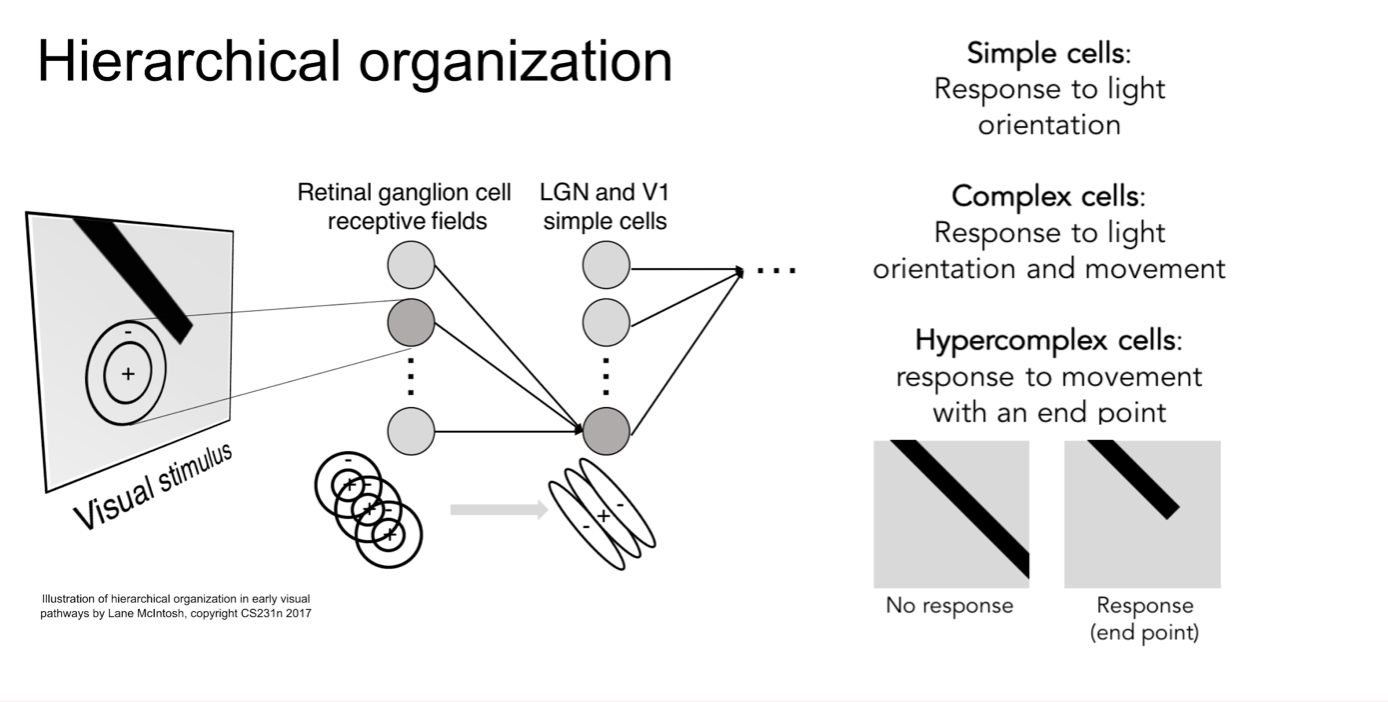 Hierarchical organization
Simple cells:
Response to light
orientation
Complex cells:
Response to light
orientation and movement
Hypercomplex cells:
response to movement
with an end point
No response
Response
(end point)
Retinal ganglion cell
receptive fields
LGN and V1
simple cells
- 
+
Visual stimulus
-
+ -
+ -
+
- + -
. . .
Illustration of hierarchical organization in early visual
pathways by Lane McIntosh, copyright CS231n 2017